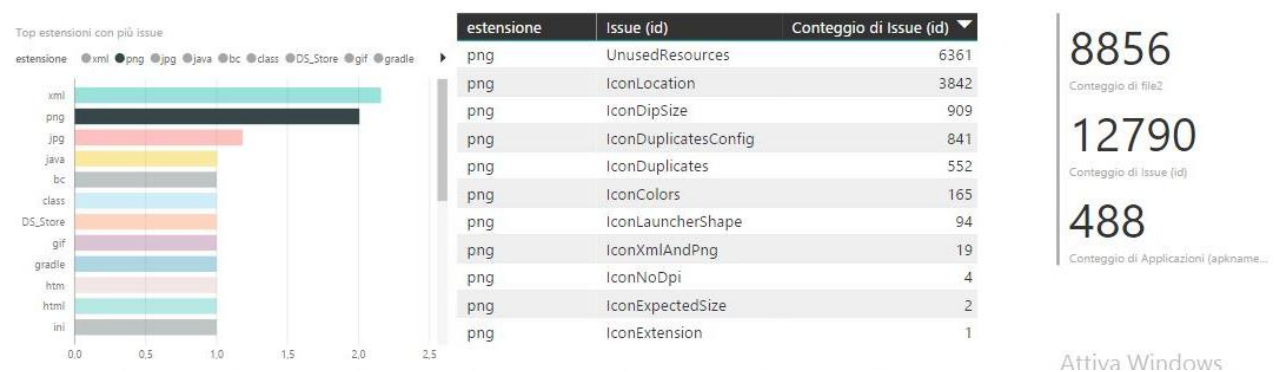 Top estensioni con più issue
estensione xml png jpg java bc class DS_Store gif gradle
xml
png
jpg
java
bc
class
DS_Store
gif
gradle
htm
html
ini
0,0 0,5 1,0 1,5 2,0 2,5
estensione Issue (id) Conteggio di Issue (id)
png UnusedResources 6361
png IconLocation 3842
png IconDipSize 909
png IconDuplicatesConfig 841
png IconDuplicates 552
png IconColors 165
png IconLauncherShape 94
png IconXmlAndPng 19
png IconNoDpi 4
png IconExpectedSize 2
png IconExtension 1
8856
Conteggio di file2
12790
Conteggio di Issue (id)
488
Conteggio di Applicazioni (apkname...
Attiva Windows